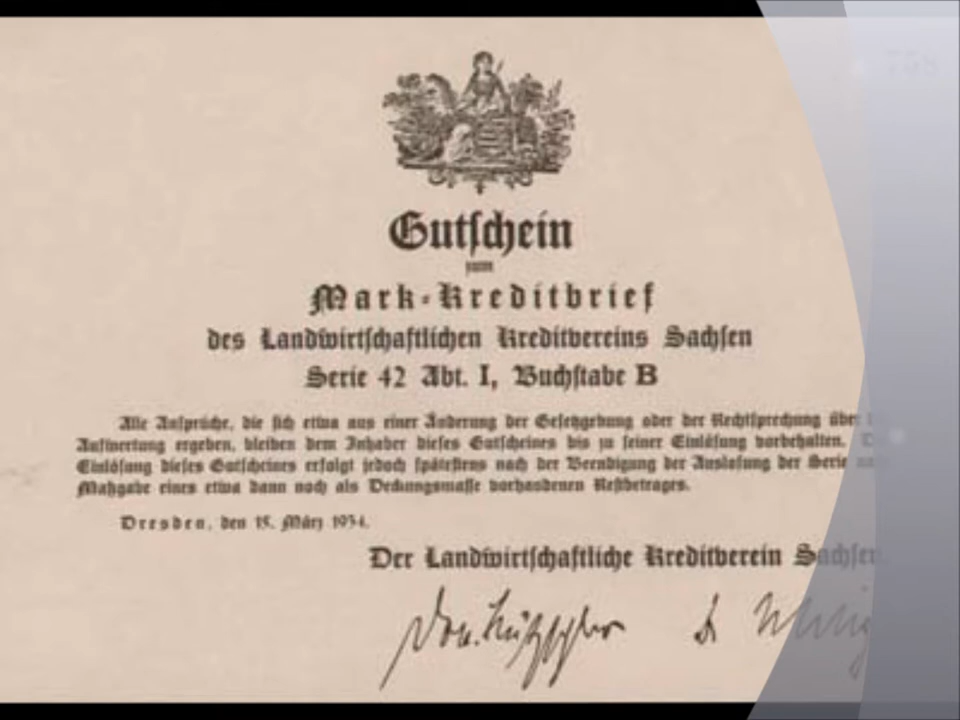 Gutschein
zum
Mark-Kreditbrief
des Landwirtschaftlichen Kreditvereins Sachsen
Serie 42 Abt. I, Buchstabe B
Alle Ansprüche, die sich etwa aus einer Änderung der Gesetzgebung oder der Rechtsprechung über
Aufwertung ergeben, bleiben dem Inhaber dieses Gutscheines bis zu seiner Einlösung vorbehalten.
Einlösung dieses Gutscheines erfolgt jedoch spätestens nach der Beendigung der Auslosung der Serie
Maßgabe eines etwa dann noch als Deckungsmasse vorhandenen Restbetrages.
Dresden, den 15. März 1934.
Der Landwirtschaftliche Kreditverein Sachsen